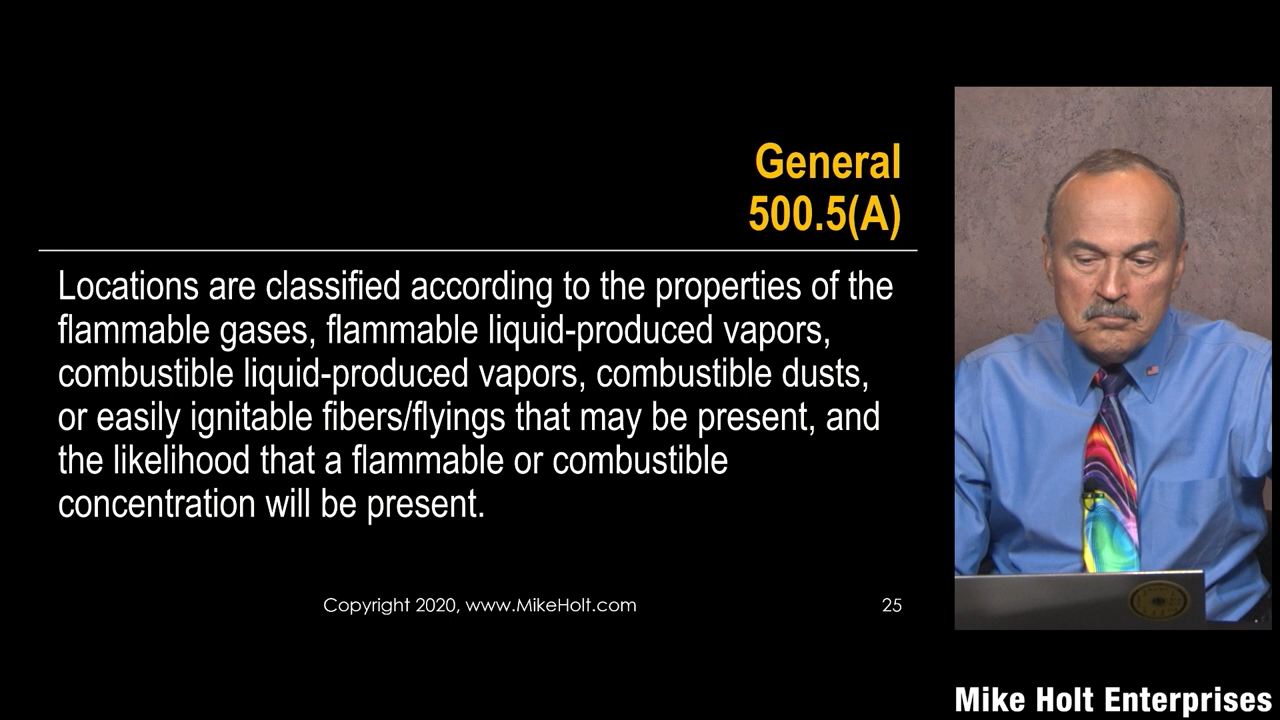 General
500.5(A)
Locations are classified according to the properties of the
flammable gases, flammable liquid-produced vapors,
combustible liquid-produced vapors, combustible dusts,
or easily ignitable fibers/flyings that may be present, and
the likelihood that a flammable or combustible
concentration will be present.
Copyright 2020, www.MikeHolt.com
25
Mike Holt Enterprises